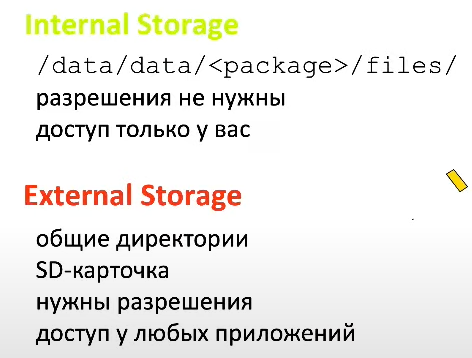 Internal Storage
/data/data/<package>/files/
разрешения не нужны
доступ только у вас
External Storage
общие директории
SD-карточка
нужны разрешения
доступ у любых приложений